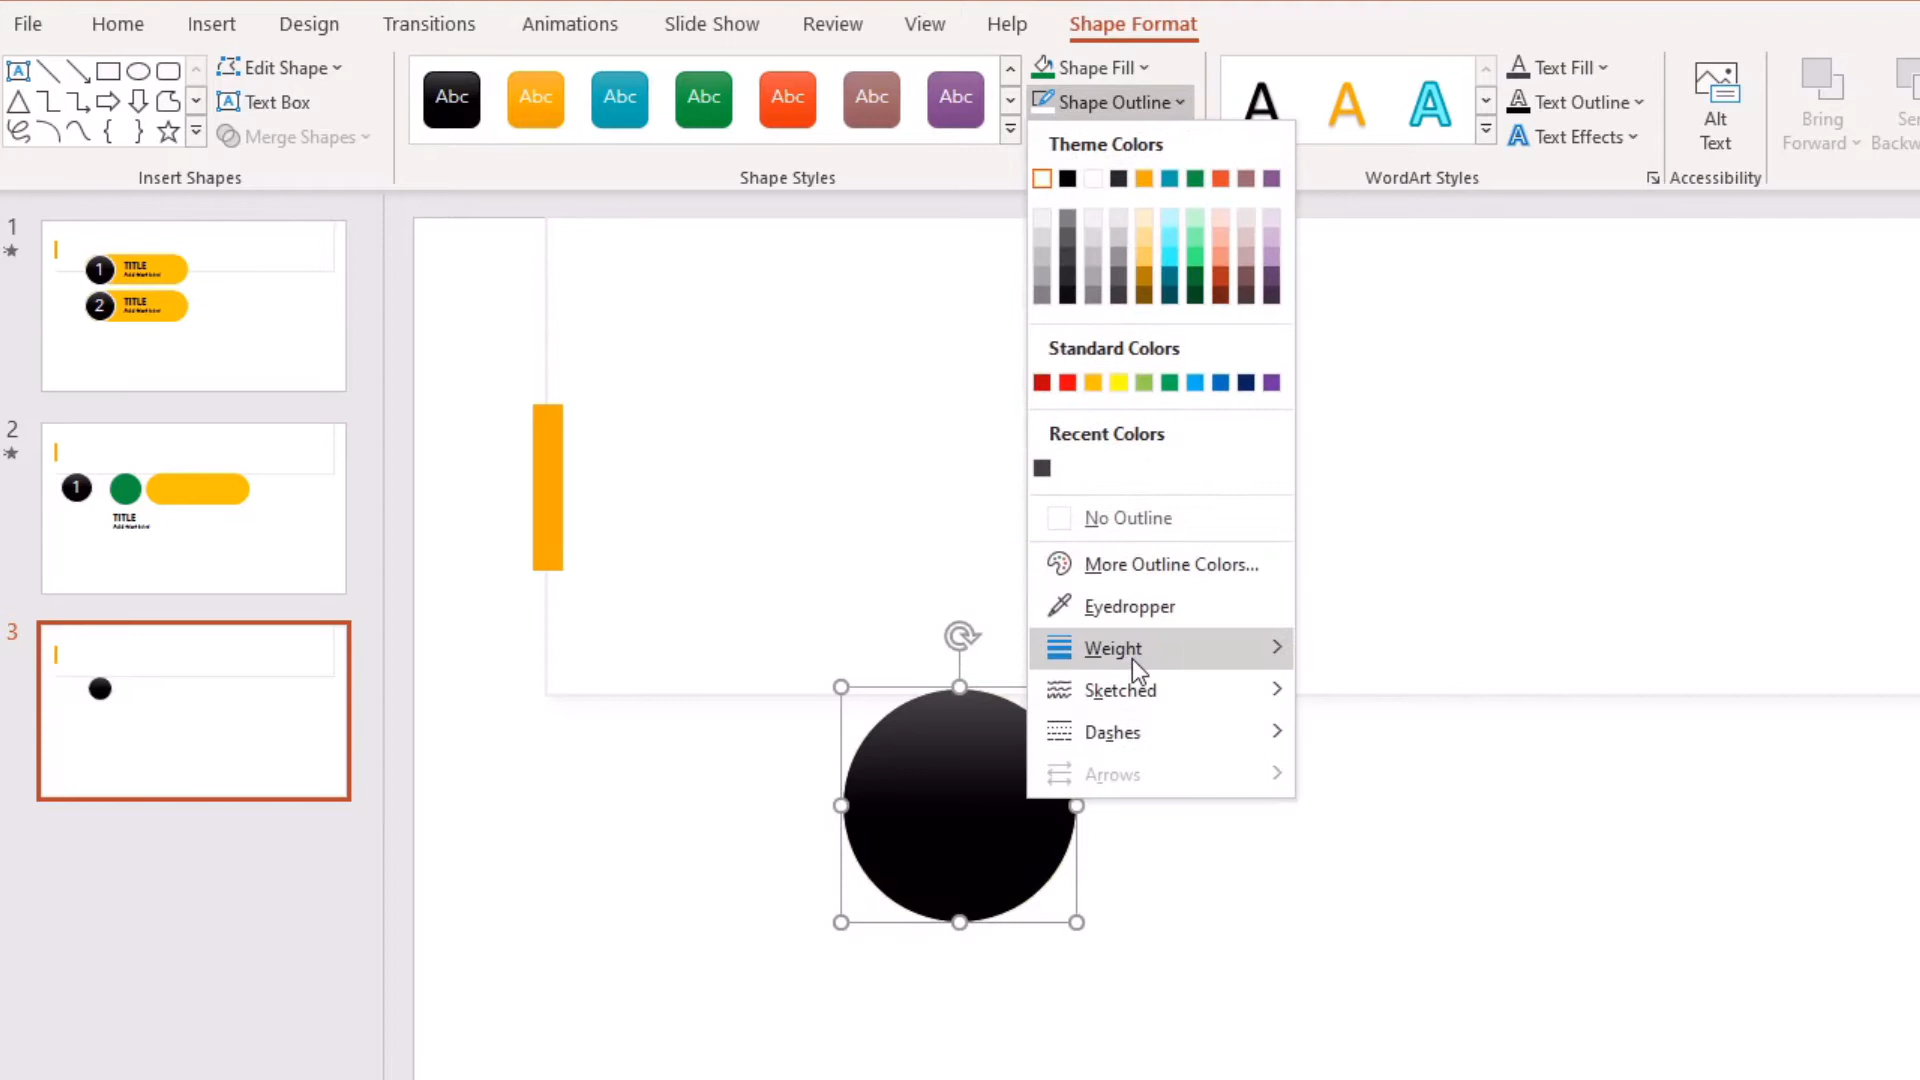 File Home Insert Design Transitions Animations Slide Show Review View Help Shape Format
Edit Shape
Text Box
Merge Shapes
Insert Shapes
Abc Abc Abc Abc Abc Abc Abc
Shape Styles
Shape Fill
Shape Outline
A A A
WordArt Styles
Text Fill
Text Outline
Text Effects
Alt
Text
Accessibility
Bring
Forward
Theme Colors
Standard Colors
Recent Colors
No Outline
More Outline Colors...
Eyedropper
Weight
Sketched
Dashes
Arrows
1
1 TITLE
2 TITLE
2
1
TITLE
3